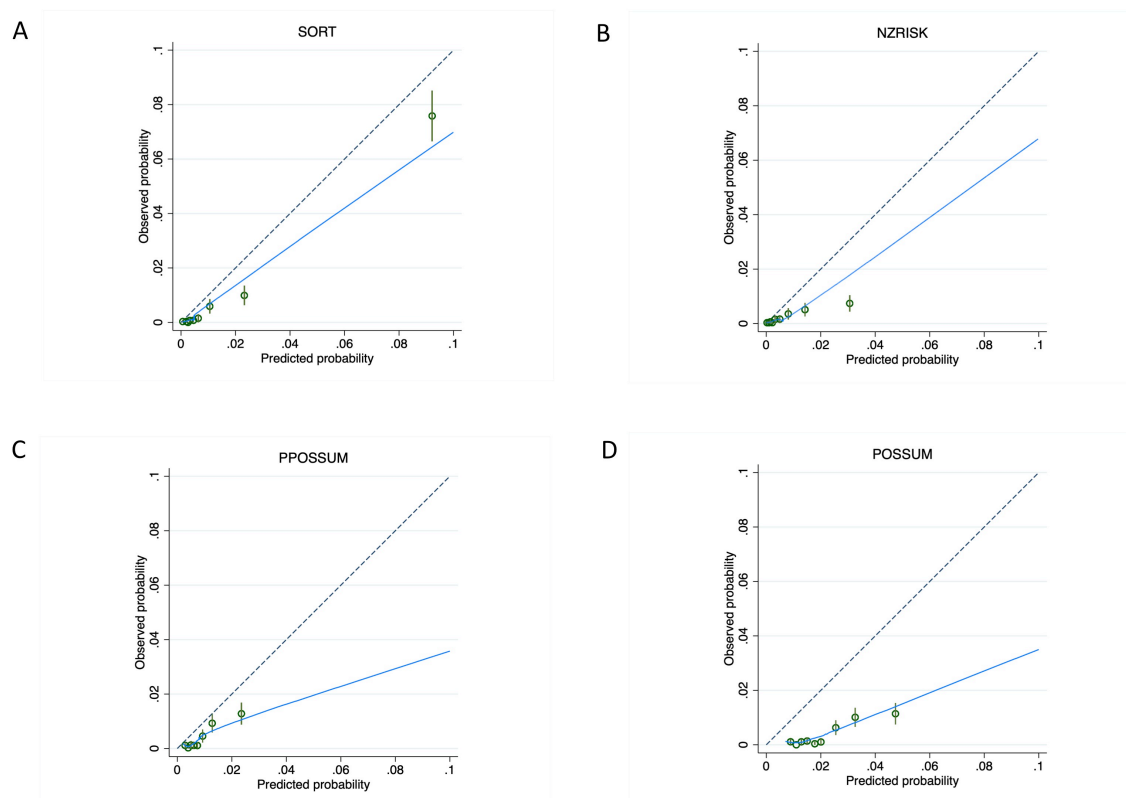 A
SORT
Observed probability
.1
.08
.06
.04
.02
0
0 .02 .04 .06 .08 .1
Predicted probability
B
NZRISK
Observed probability
.1
.08
.06
.04
.02
0
0 .02 .04 .06 .08 .1
Predicted probability
C
PPOSSUM
Observed probability
.1
.08
.06
.04
.02
0
0 .02 .04 .06 .08 .1
Predicted probability
D
POSSUM
Observed probability
.1
.08
.06
.04
.02
0
0 .02 .04 .06 .08 .1
Predicted probability